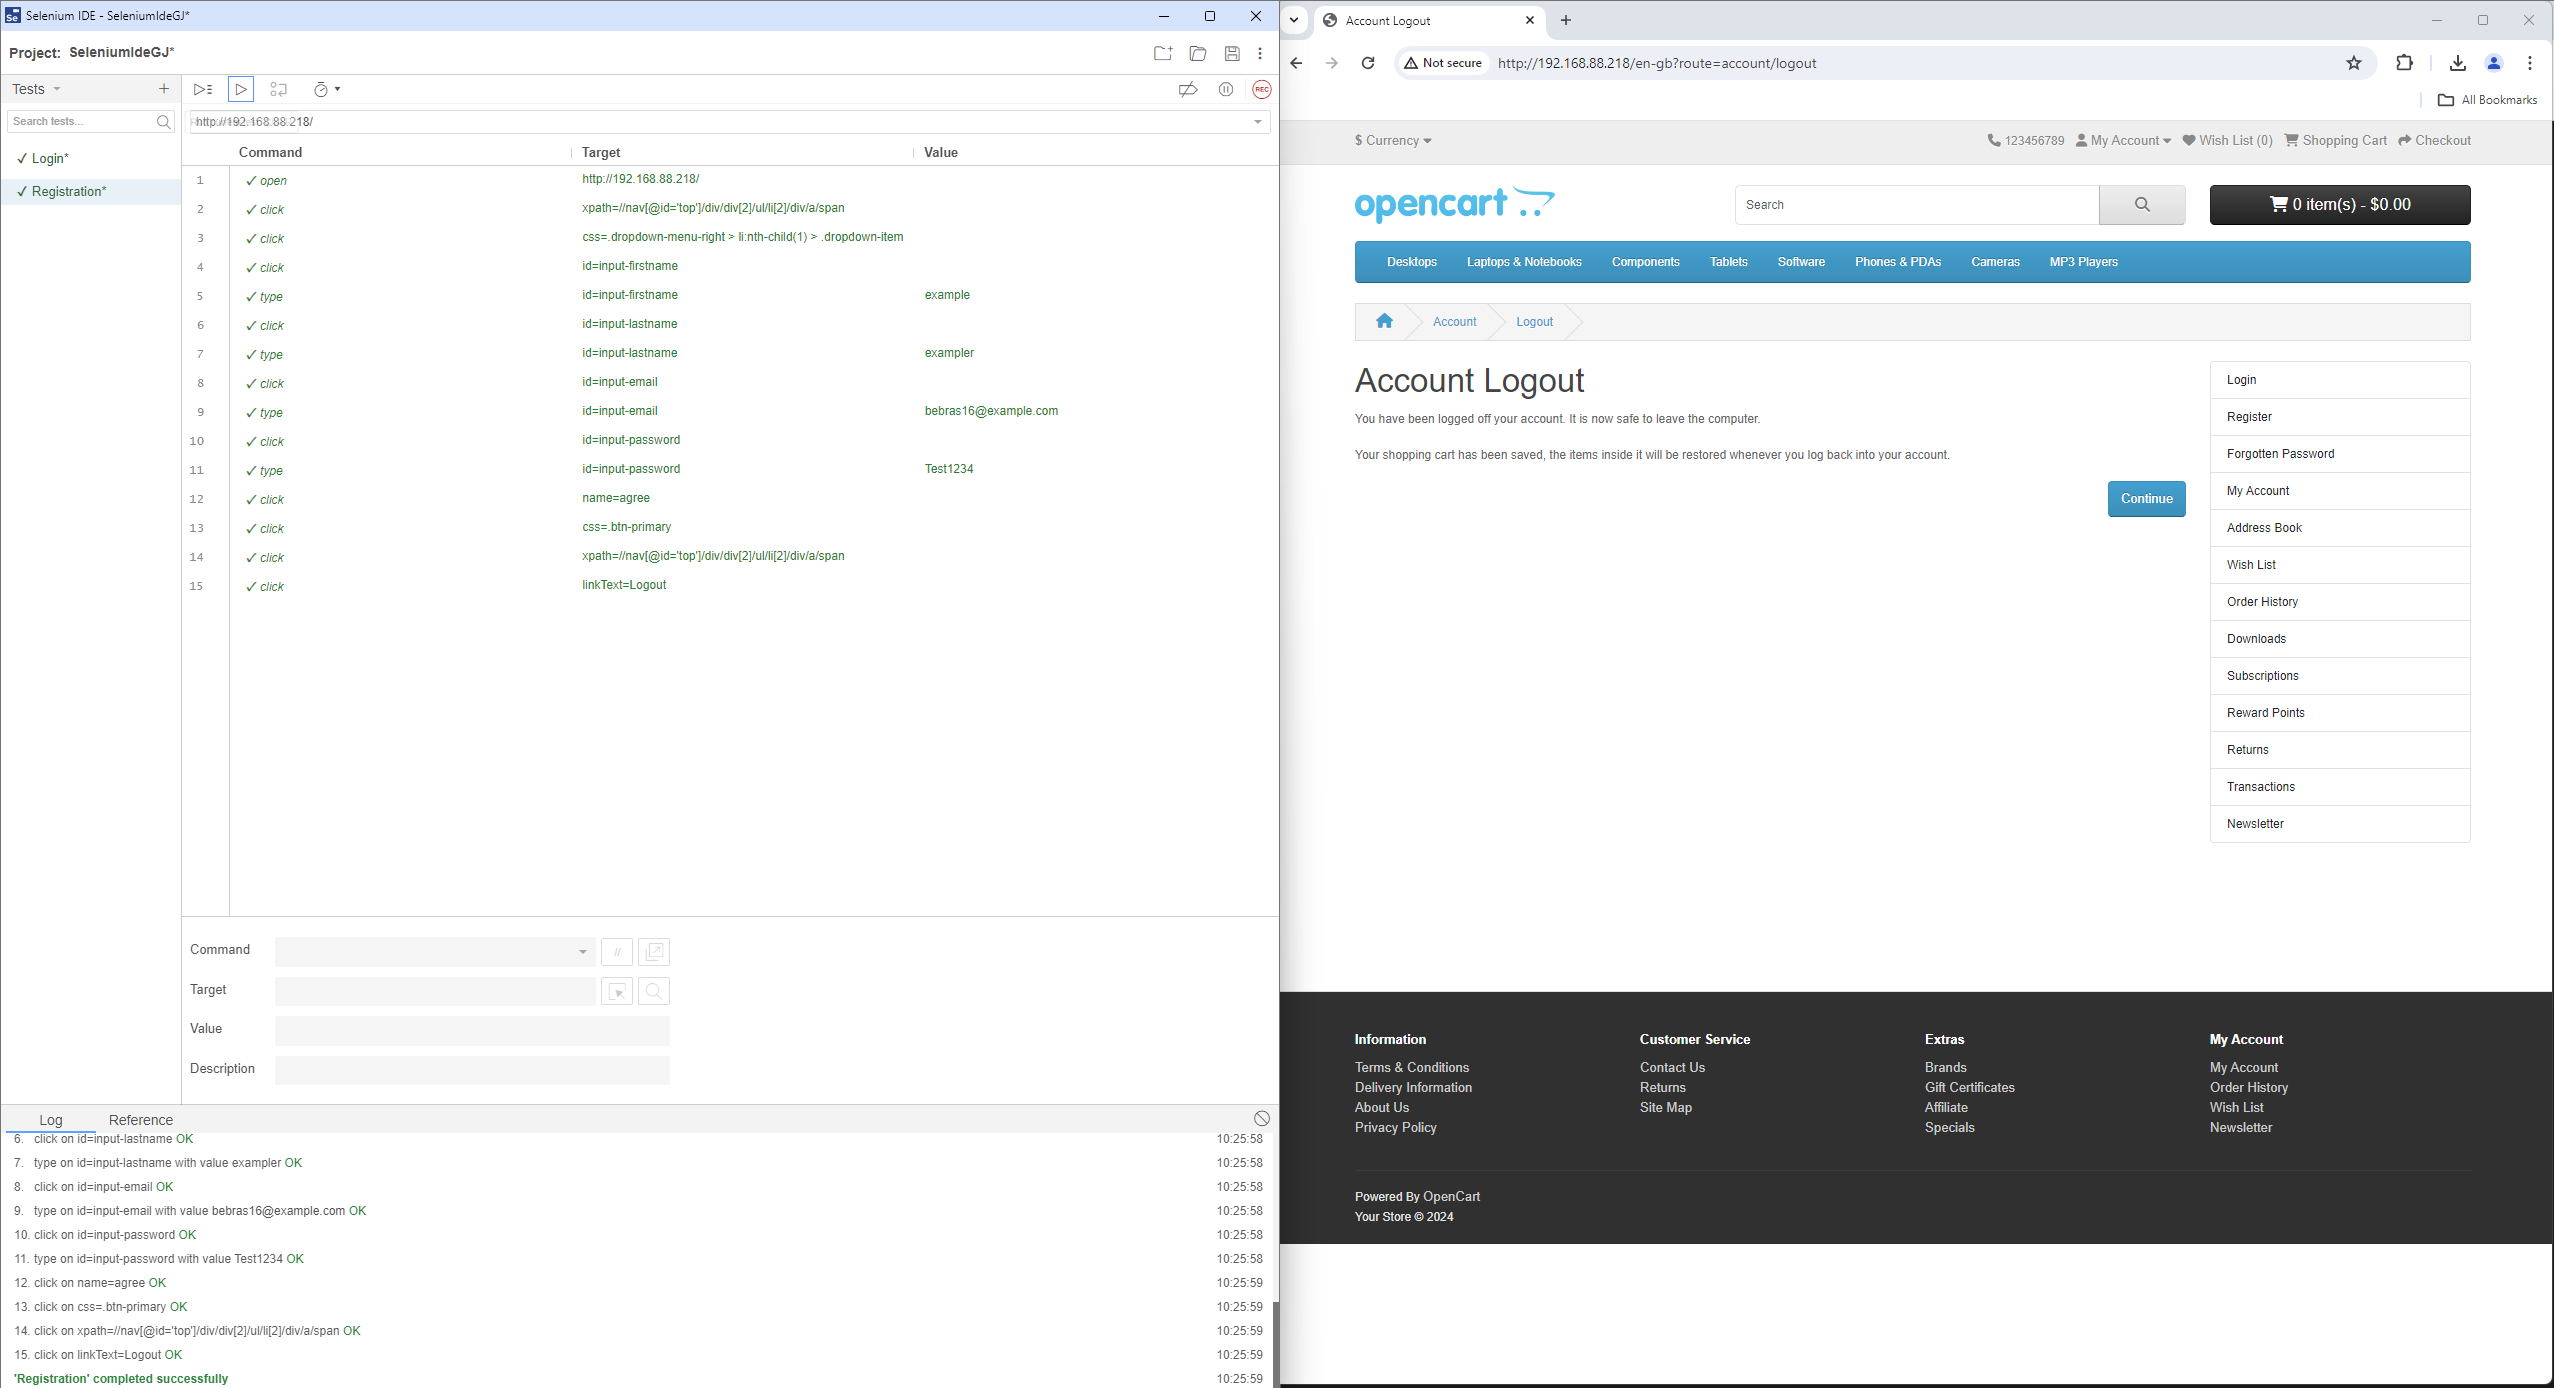 Selenium IDE - SeleniumIdeGJ*
Project: SeleniumIdeGJ*
Tests
Search tests...
✓ Login*
✓ Registration*
REC
http://192.168.88.218/
Command Target Value
1 ✓ open http://192.168.88.218/
2 ✓ click xpath=//nav[@id='top']/div/div[2]/ul/li[2]/div/a/span
3 ✓ click css=.dropdown-menu-right > li:nth-child(1) > .dropdown-item
4 ✓ click id=input-firstname
5 ✓ type id=input-firstname example
6 ✓ click id=input-lastname
7 ✓ type id=input-lastname exampler
8 ✓ click id=input-email
9 ✓ type id=input-email bebras16@example.com
10 ✓ click id=input-password
11 ✓ type id=input-password Test1234
12 ✓ click name=agree
13 ✓ click css=.btn-primary
14 ✓ click xpath=//nav[@id='top']/div/div[2]/ul/li[2]/div/a/span
15 ✓ click linkText=Logout
Command
//
Target
Value
Description
Log Reference
6. click on id=input-lastname OK 10:25:58
7. type on id=input-lastname with value exampler OK 10:25:58
8. click on id=input-email OK 10:25:58
9. type on id=input-email with value bebras16@example.com OK 10:25:58
10. click on id=input-password OK 10:25:58
11. type on id=input-password with value Test1234 OK 10:25:58
12. click on name=agree OK 10:25:59
13. click on css=.btn-primary OK 10:25:59
14. click on xpath=//nav[@id='top']/div/div[2]/ul/li[2]/div/a/span OK 10:25:59
15. click on linkText=Logout OK 10:25:59
'Registration' completed successfully 10:25:59
Account Logout
Not secure http://192.168.88.218/en-gb?route=account/logout
All Bookmarks
$ Currency 123456789 My Account Wish List (0) Shopping Cart Checkout
opencart Search 0 item(s) - $0.00
Desktops Laptops & Notebooks Components Tablets Software Phones & PDAs Cameras MP3 Players
Account Logout
Account Logout
You have been logged off your account. It is now safe to leave the computer.
Your shopping cart has been saved, the items inside it will be restored whenever you log back into your account.
Continue
Login
Register
Forgotten Password
My Account
Address Book
Wish List
Order History
Downloads
Subscriptions
Reward Points
Returns
Transactions
Newsletter
Information
Terms & Conditions
Delivery Information
About Us
Privacy Policy
Customer Service
Contact Us
Returns
Site Map
Extras
Brands
Gift Certificates
Affiliate
Specials
My Account
My Account
Order History
Wish List
Newsletter
Powered By OpenCart
Your Store © 2024